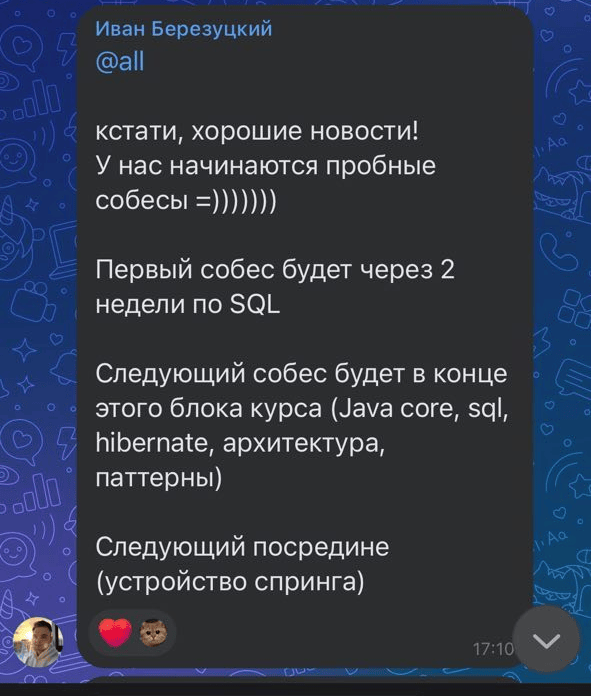 Иван Березуцкий
@all
кстати, хорошие новости!
У нас начинаются пробные
собесы =)))))))
Первый собес будет через 2
недели по SQL
Следующий собес будет в конце
этого блока курса (Java core, sql,
hibernate, архитектура,
паттерны)
Следующий посредине
(устройство спринга)
17:10